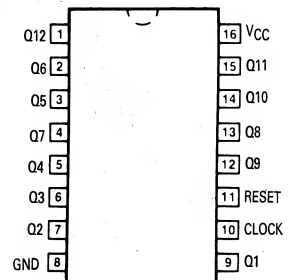 Q12 1 16 VCC
Q6 2 15 Q11
Q5 3 14 Q10
Q7 4 13 Q8
Q4 5 12 Q9
Q3 6 11 RESET
Q2 7 10 CLOCK
GND 8 9 Q1